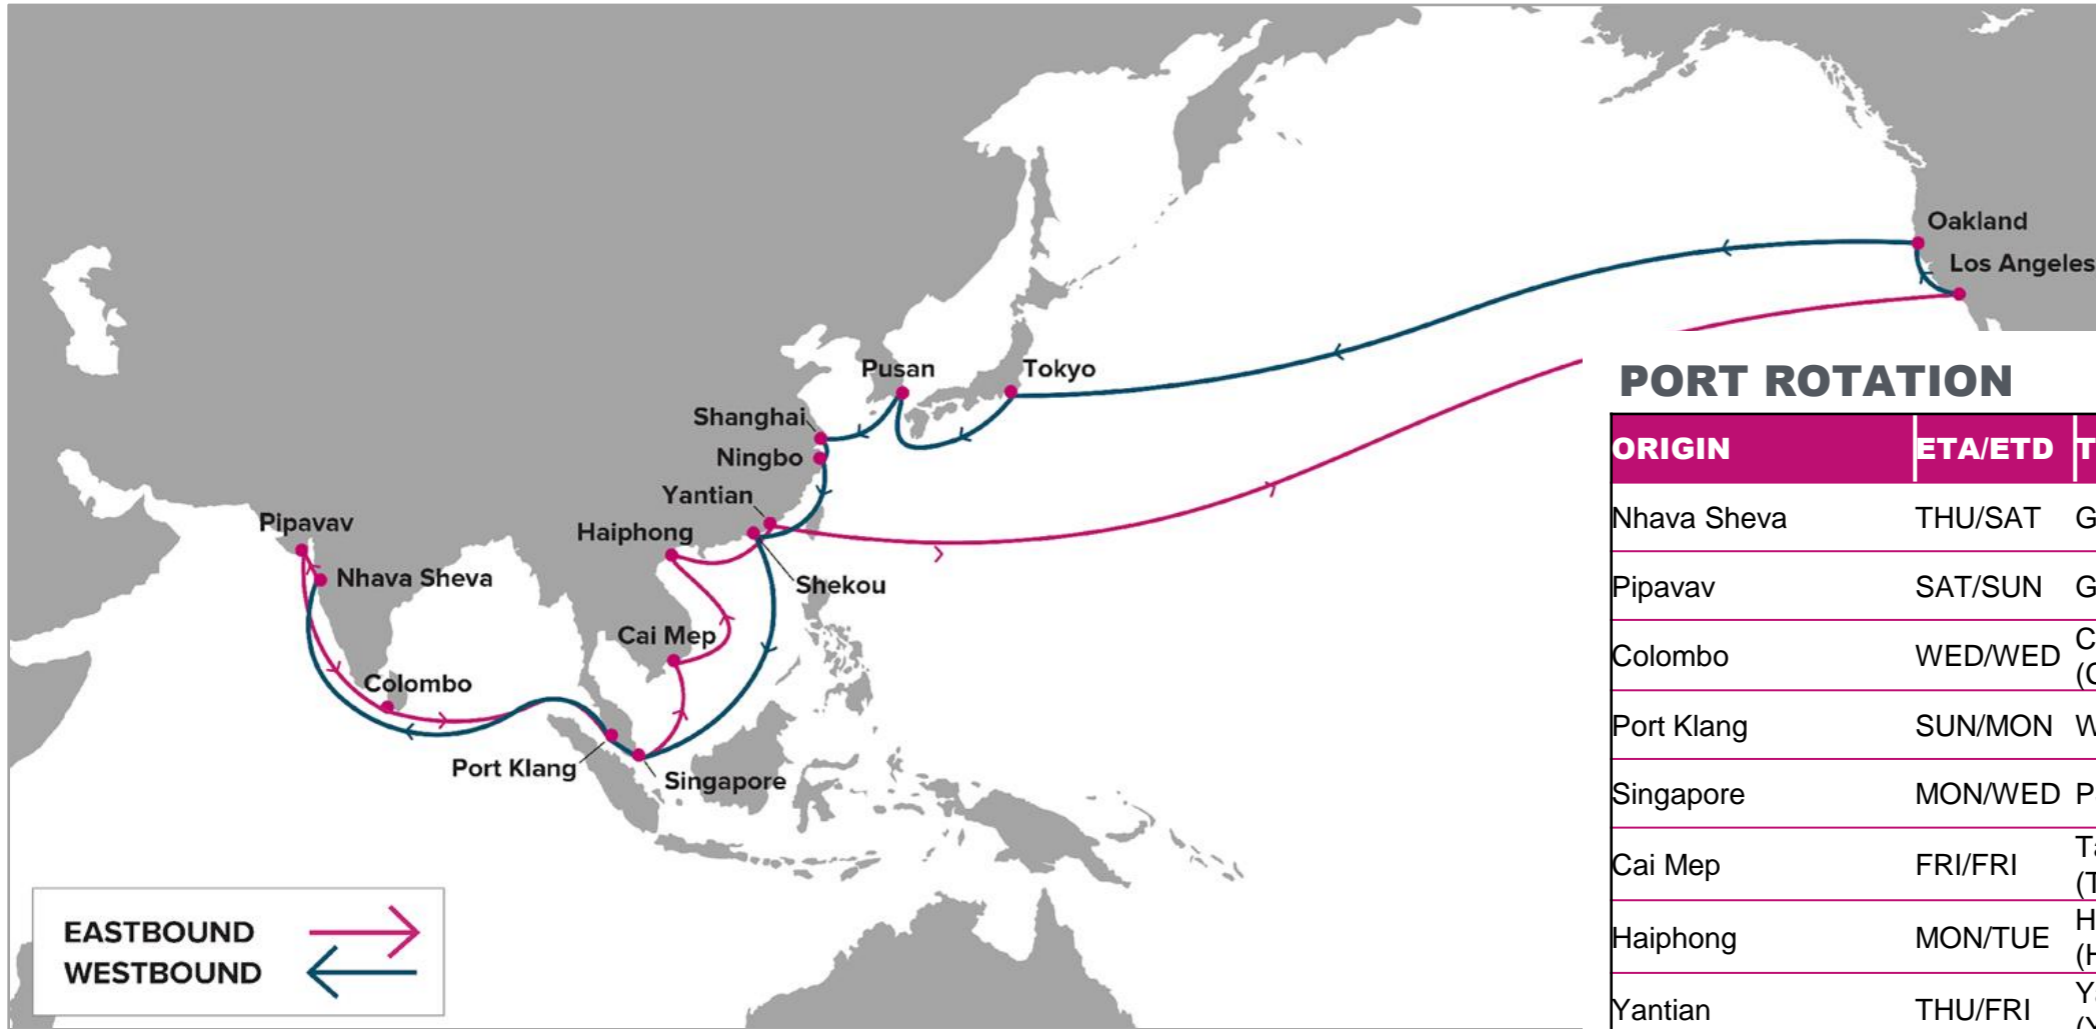 Oakland
Los Angeles
Pusan
Tokyo
Shanghai
Ningbo
Yantian
Pipavav
Haiphong
Nhava Sheva
Shekou
Cai Mep
Colombo
Port Klang
Singapore
EASTBOUND
WESTBOUND
PORT ROTATION
ORIGIN ETA/ETD T
Nhava Sheva THU/SAT G
Pipavav SAT/SUN G
Colombo WED/WED C
(C
Port Klang SUN/MON W
Singapore MON/WED P
Cai Mep FRI/FRI Ta
(T
Haiphong MON/TUE H
(H
Yantian THU/FRI Ya